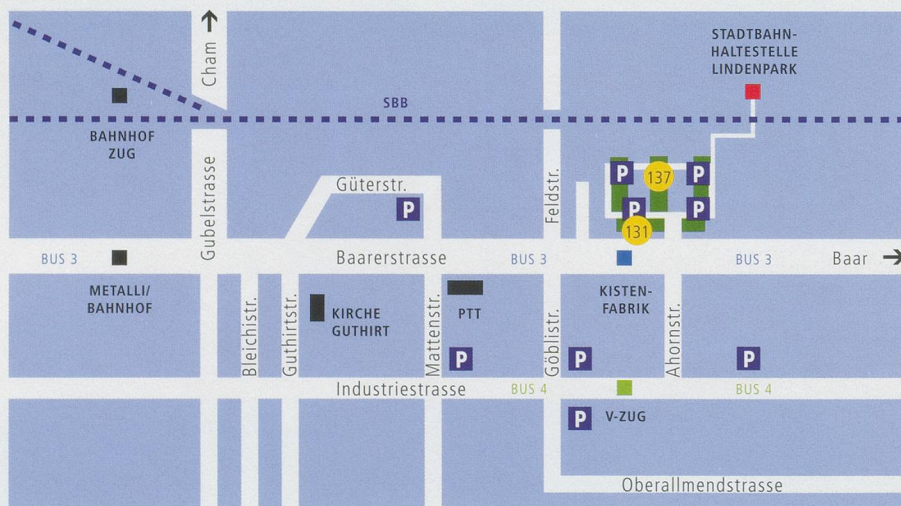 Cham
STADTBAHN-
HALTESTELLE
LINDENPARK
SBB
BAHNHOF
ZUG
Gubelstrasse
Güterstr.
P
Feldstr.
P
137
P
P
P
131
BUS 3
Baarerstrasse
BUS 3
BUS 3
Baar
METALLI/
BAHNHOF
Bleichistr.
Guthirtstr.
KIRCHE
GUTHIRT
Mattenstr.
PTT
P
Göblistr.
KISTEN-
FABRIK
P
Ahornstr.
P
Industriestrasse
BUS 4
BUS 4
P
V-ZUG
Oberallmendstrasse